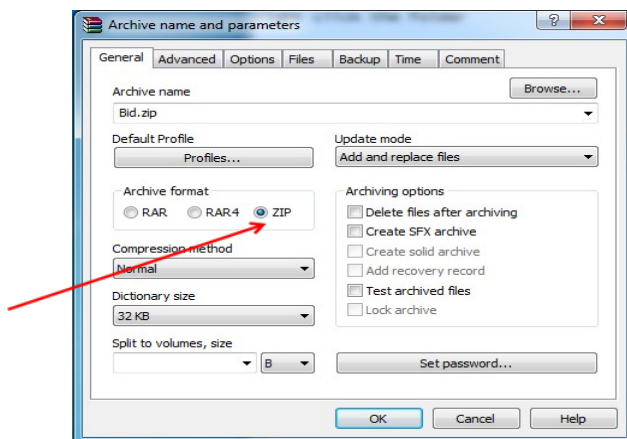 Archive name and parameters
General Advanced Options Files Backup Time Comment
Archive name
Browse...
Bid.zip
Default Profile
Profiles...
Update mode
Add and replace files
Archive format
RAR RAR4 ZIP
Compression method
Normal
Dictionary size
32 KB
Split to volumes, size
B
Archiving options
Delete files after archiving
Create SFX archive
Create solid archive
Add recovery record
Test archived files
Lock archive
Set password...
OK Cancel Help